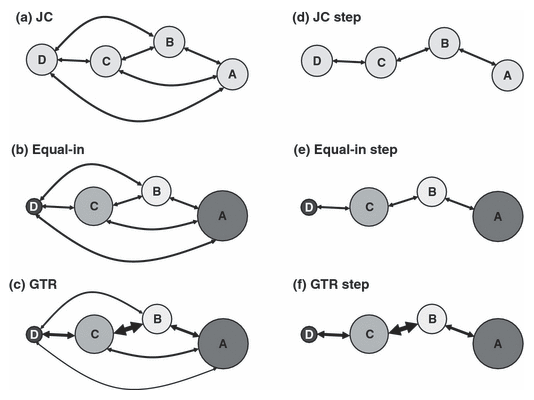 (a) JC
D
C
B
A
(d) JC step
D
C
B
A
(b) Equal-in
D
C
B
A
(e) Equal-in step
D
C
B
A
(c) GTR
D
C
B
A
(f) GTR step
D
C
B
A